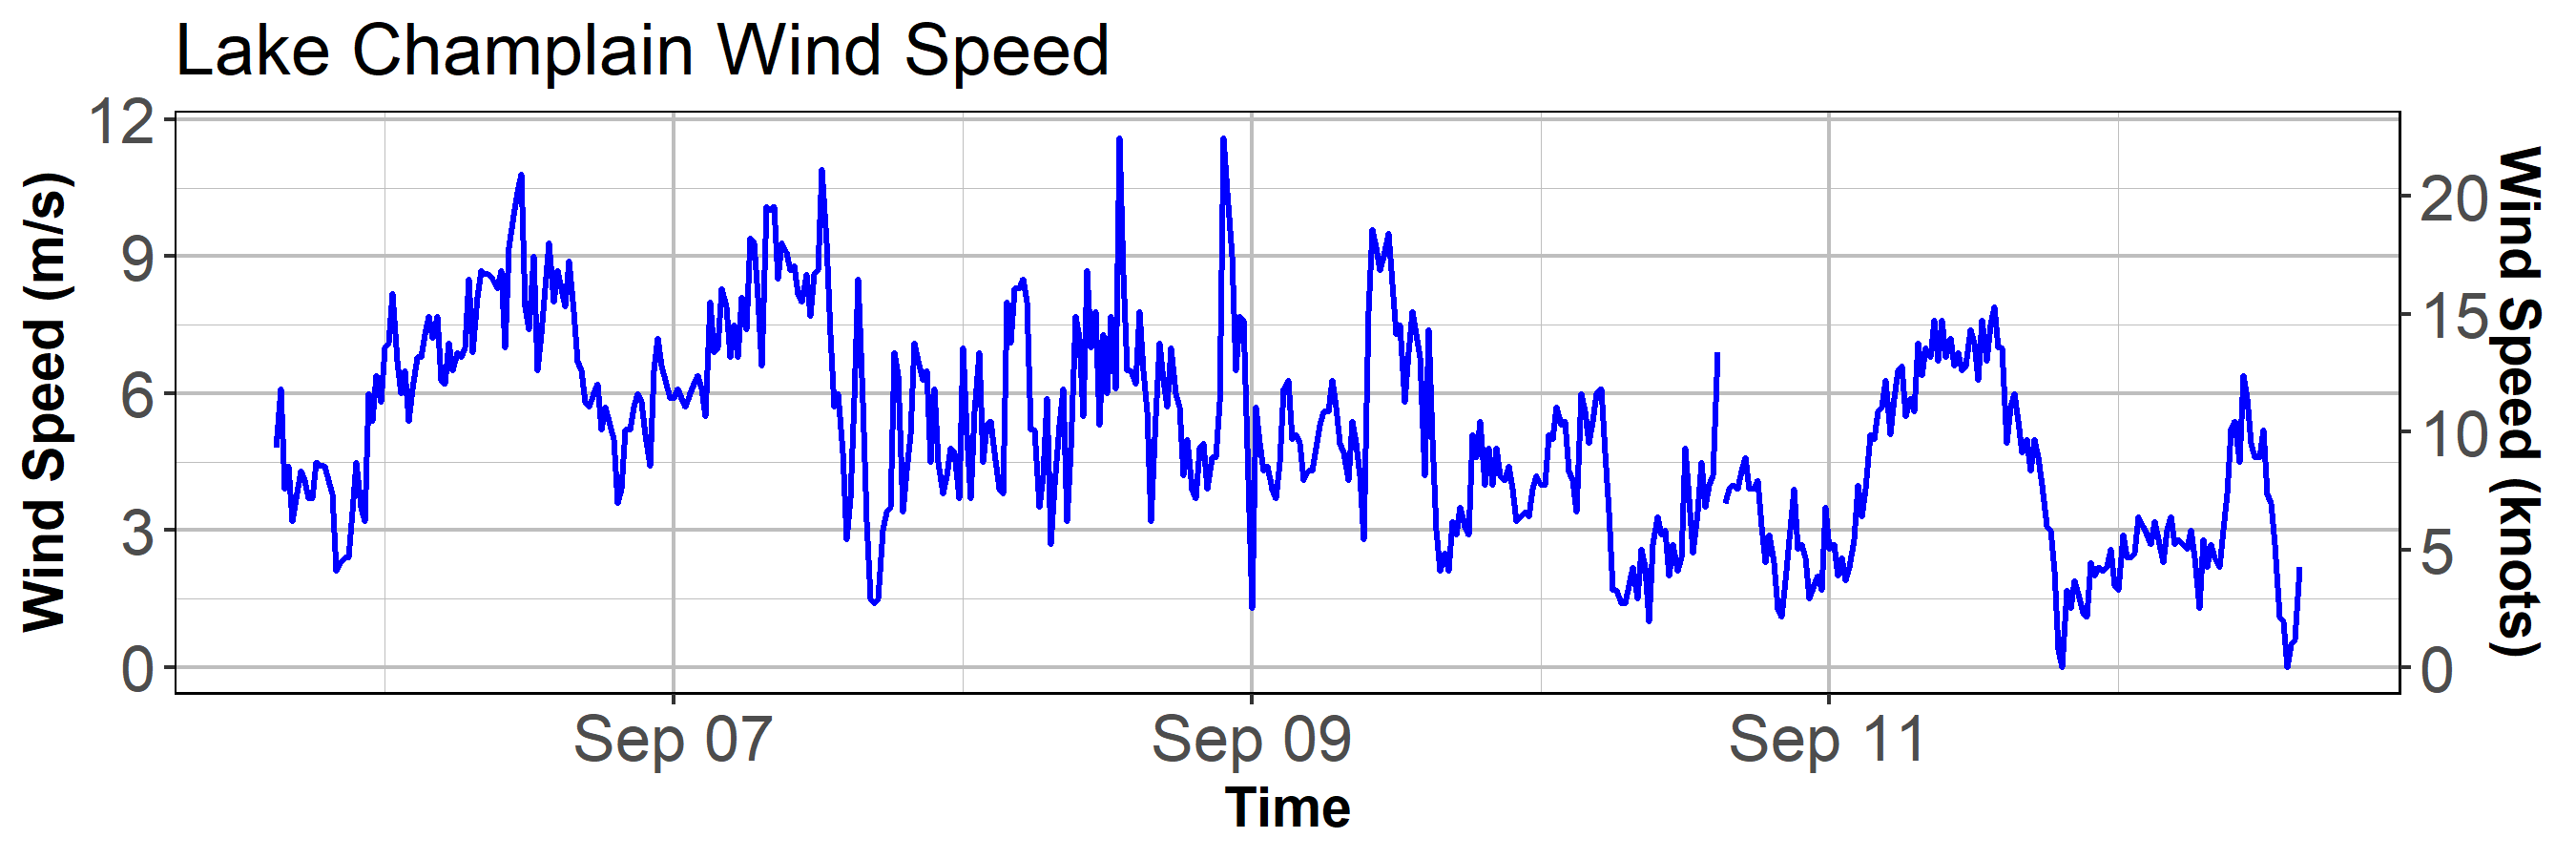 Lake Champlain Wind Speed
12
9
6
3
0
Wind Speed (m/s)
20
15
10
5
0
Wind Speed (knots)
Sep 07
Sep 09
Sep 11
Time